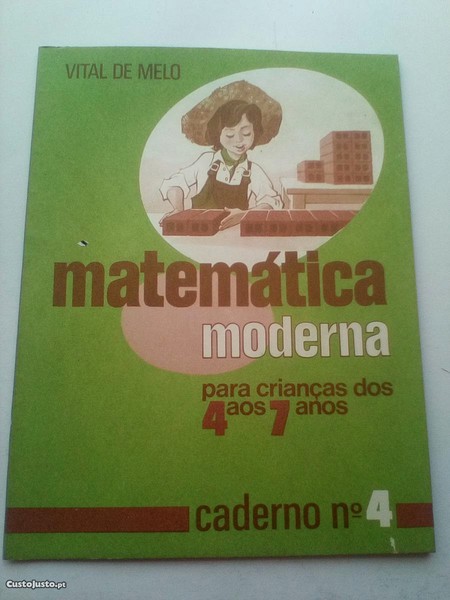 VITAL DE MELO
matemática
moderna
para crianças dos
4 aos 7 anos
caderno nº 4
CustoJusto.pt